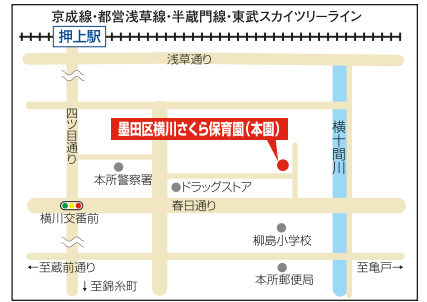 京成線・都営浅草線・半蔵門線・東武スカイツリーライン
押上駅
浅草通り
四ツ目通り
墨田区横川さくら保育園(本園)
横十間川
本所警察署
ドラッグストア
春日通り
横川交番前
柳島小学校
←至蔵前通り
至亀戸→
本所郵便局
↓至錦糸町